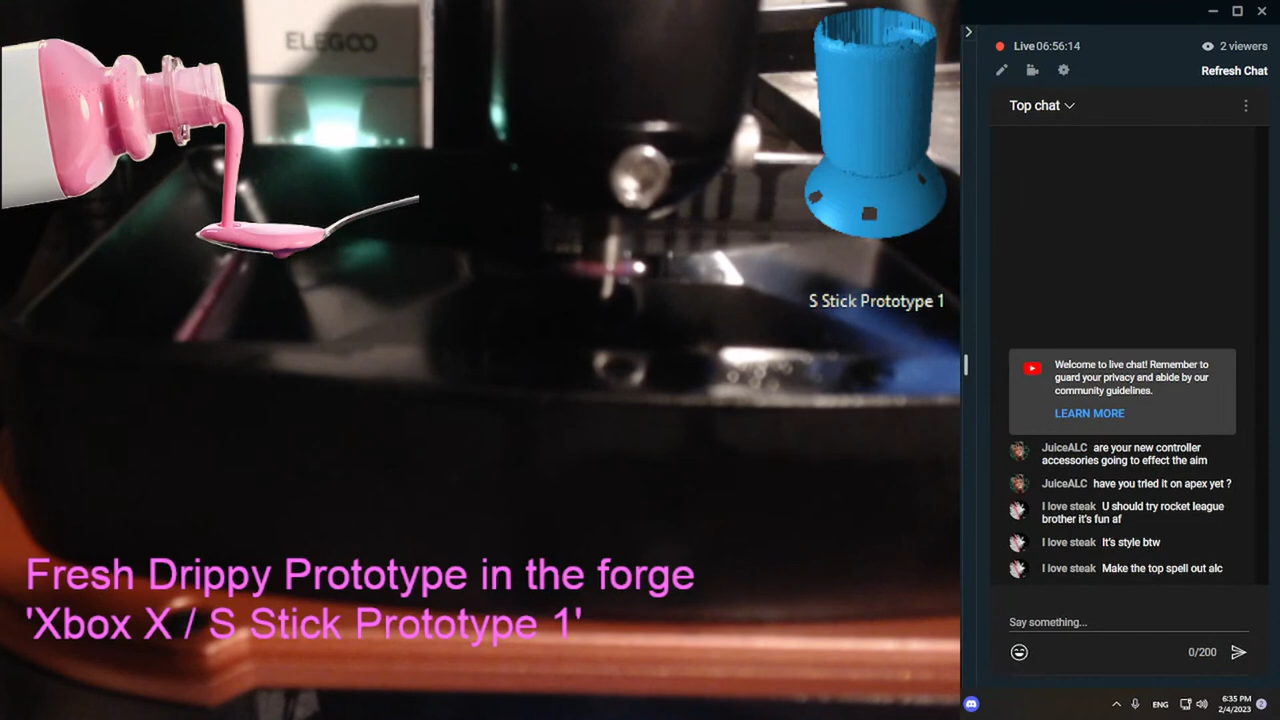 ELEGOO
S Stick Prototype 1
Fresh Drippy Prototype in the forge
'Xbox X / S Stick Prototype 1'
Live 06:56:14
2 viewers
Refresh Chat
Top chat
Welcome to live chat! Remember to
guard your privacy and abide by our
community guidelines.
LEARN MORE
JuiceALC are your new controller
accessories going to effect the aim
JuiceALC have you tried it on apex yet ?
I love steak U should try rocket league
brother it's fun af
I love steak It's style btw
I love steak Make the top spell out alc
Say something...
0/200
ENG
6:35 PM
2/4/2023
2